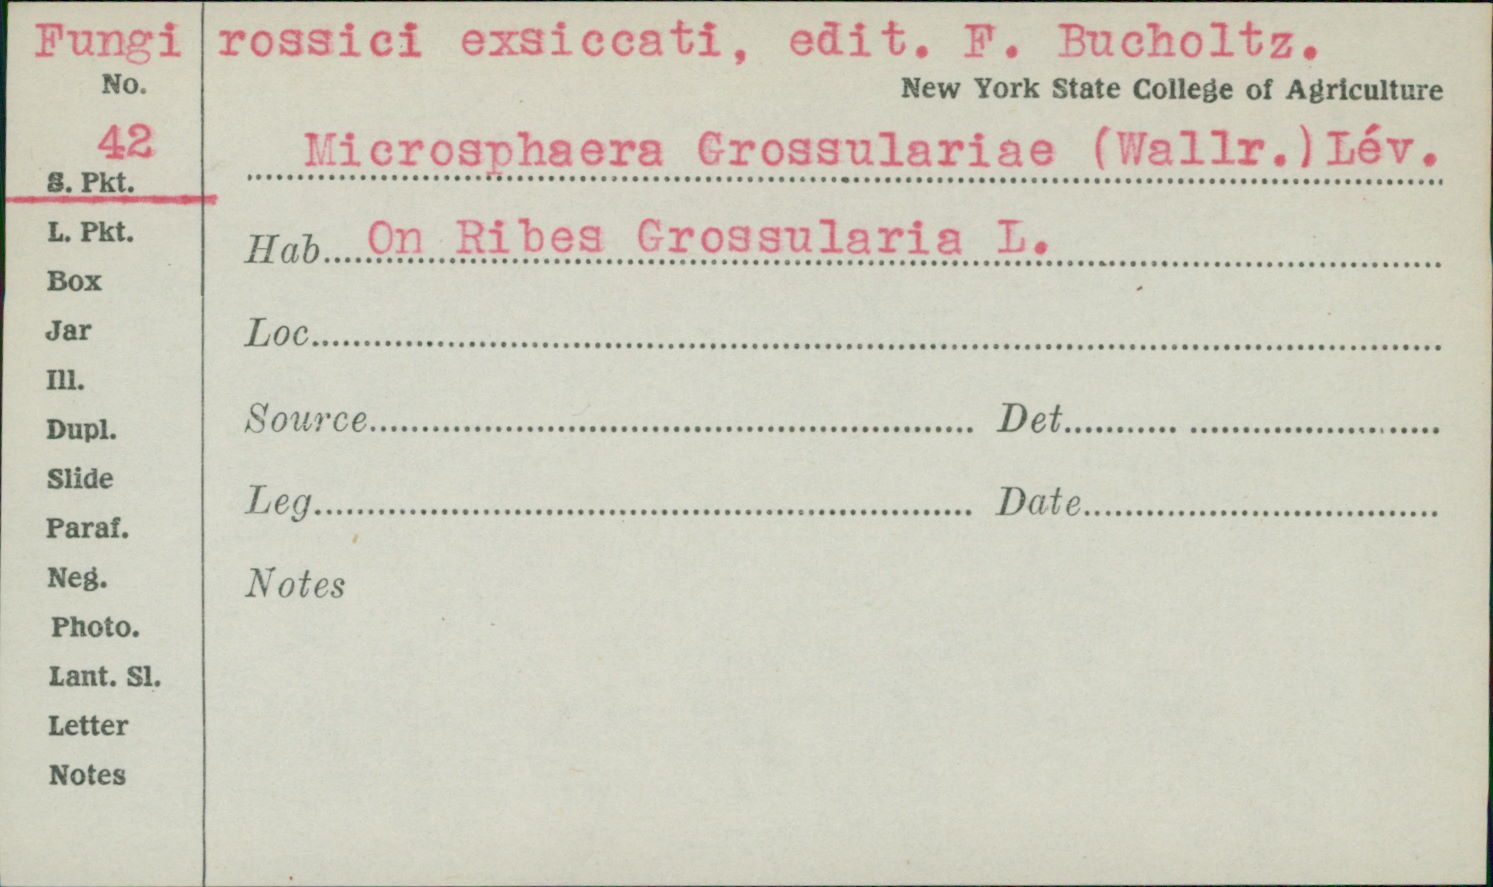 Fungi rossici exsiccati, edit. F. Bucholtz.
No.
New York State College of Agriculture
42
Microsphaera Grossulariae (Wallr.) Lév.
S. Pkt.
L. Pkt.
Hab. On Ribes Grossularia L.
Box
Jar
Loc.
Ill.
Dupl.
Source
Det.
Slide
Leg.
Date
Paraf.
Neg.
Notes
Photo.
Lant. Sl.
Letter
Notes